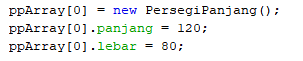 ppArray[0] = new PersegiPanjang();
ppArray[0].panjang = 120;
ppArray[0].lebar = 80;